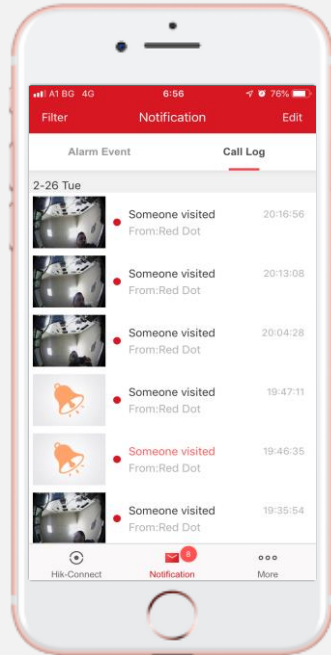 A1 BG 4G 6:56 76%
Filter Notification Edit
Alarm Event Call Log
2-26 Tue
Someone visited 20:16:56
From:Red Dot
Someone visited 20:13:08
From:Red Dot
Someone visited 20:04:28
From:Red Dot
Someone visited 19:47:11
From:Red Dot
Someone visited 19:46:35
From:Red Dot
Someone visited 19:35:54
From:Red Dot
8
Hik-Connect Notification More